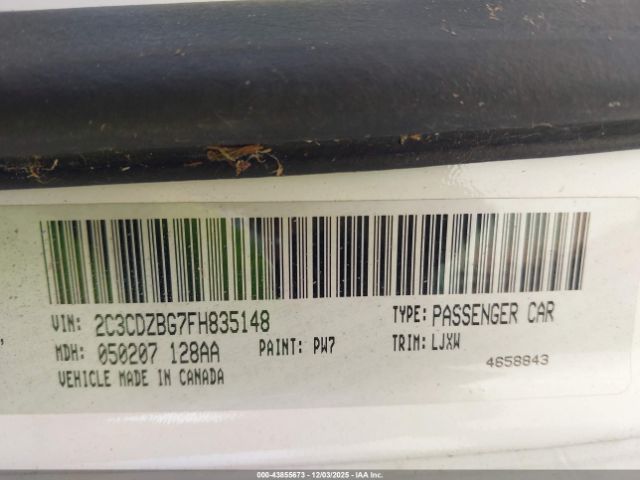 VIN: 2C3CDZBG7FH835148 TYPE: PASSENGER CAR
MDH: 050207 128AA PAINT: PW7 TRIM: LJXW
VEHICLE MADE IN CANADA 4658843
000-43855673 - 12/03/2025 - IAA Inc.